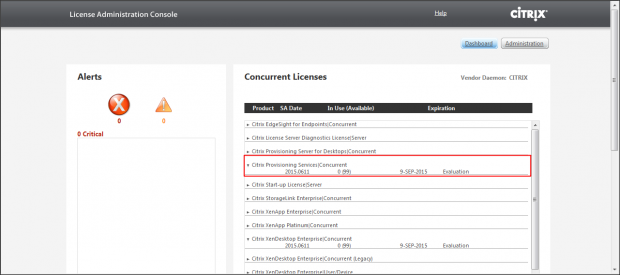 License Administration Console
Help
CITRIX
Dashboard
Administration
Alerts
0
0
0 Critical
Concurrent Licenses
Vendor Daemon: CITRIX
Product SA Date In Use (Available) Expiration
Citrix EdgeSight for Endpoints|Concurrent
Citrix License Server Diagnostics License|Server
Citrix Provisioning Server for Desktops|Concurrent
Citrix Provisioning Services|Concurrent
2015.0611 0 (99) 9-SEP-2015 Evaluation
Citrix Start-up License|Server
Citrix StorageLink Enterprise|Concurrent
Citrix XenApp Enterprise|Concurrent
Citrix XenApp Platinum|Concurrent
Citrix XenDesktop Enterprise|Concurrent
2015.0611 0 (99) 9-SEP-2015 Evaluation
Citrix XenDesktop Enterprise|Concurrent (Legacy)
Citrix XenDesktop Enterprise|User/Device